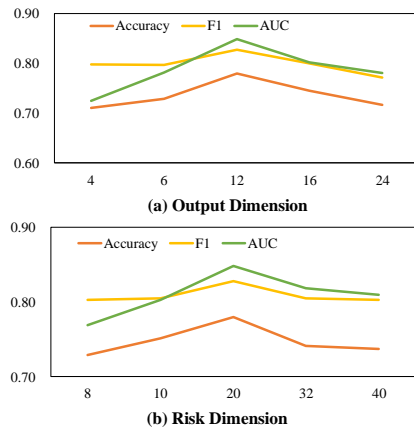 0.90
Accuracy F1 AUC
0.80
0.70
0.60
4 6 12 16 24
(a) Output Dimension
0.90
Accuracy F1 AUC
0.80
0.70
8 10 20 32 40
(b) Risk Dimension